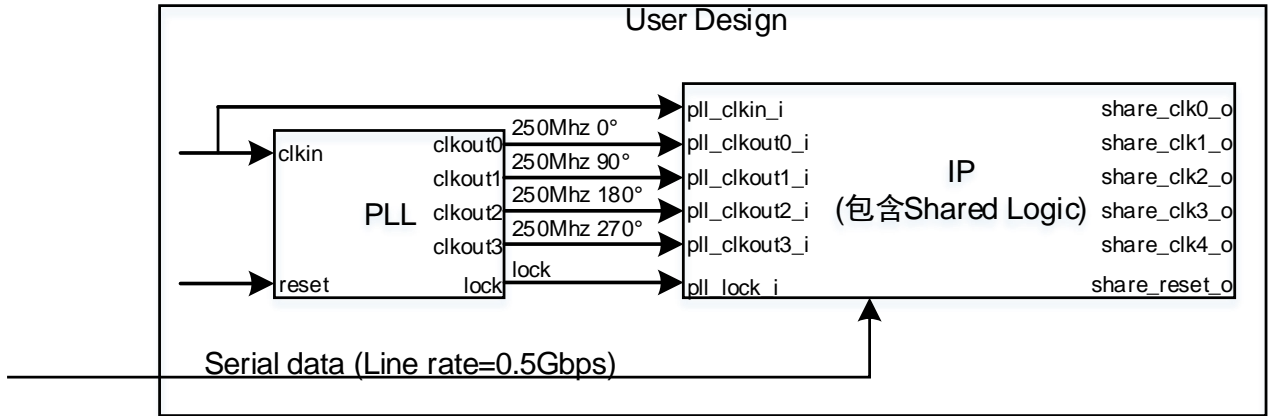 User Design
pll_clkin_i
share_clk0_o
250Mhz 0°
clkin
clkout0
pll_clkout0_i
share_clk1_o
250Mhz 90°
clkout1
pll_clkout1_i
IP
share_clk2_o
250Mhz 180°
PLL
clkout2
pll_clkout2_i
(包含Shared Logic)
share_clk3_o
250Mhz 270°
clkout3
pll_clkout3_i
share_clk4_o
lock
reset
lock
pll_lock_i
share_reset_o
Serial data (Line rate=0.5Gbps)